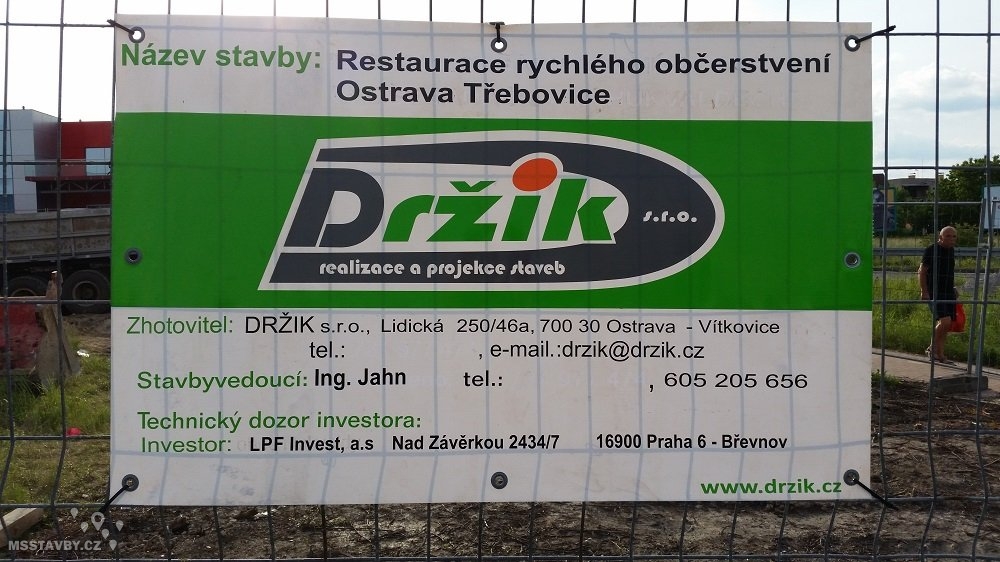 Název stavby: Restaurace rychlého občerstvení
Ostrava Třebovice
Držik s.r.o.
realizace a projekce staveb
Zhotovitel: DRŽIK s.r.o., Lidická 250/46a, 700 30 Ostrava - Vítkovice
tel.: , e-mail.:drzik@drzik.cz
Stavbyvedoucí: Ing. Jahn tel.: , 605 205 656
Technický dozor investora:
Investor: LPF Invest, a.s Nad Závěrkou 2434/7 16900 Praha 6 - Břevnov
www.drzik.cz
MSSTAVBY.CZ